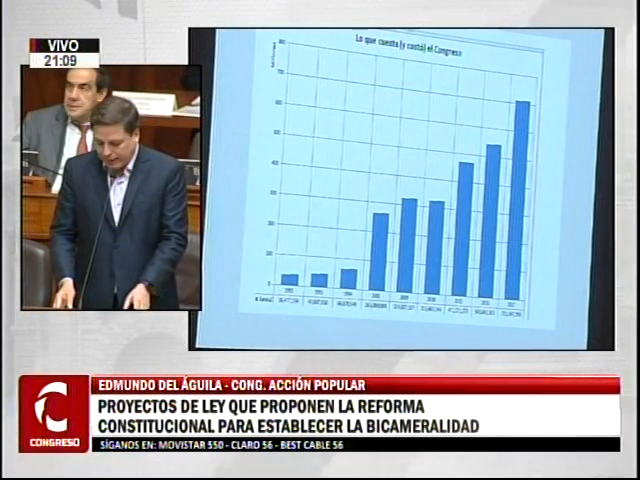 VIVO
21:09
Lo que cuesta (y costó) el Congreso
EDMUNDO DEL ÁGUILA - CONG. ACCIÓN POPULAR
PROYECTOS DE LEY QUE PROPONEN LA REFORMA
CONSTITUCIONAL PARA ESTABLECER LA BICAMERALIDAD
CONGRESO
SÍGANOS EN: MOVISTAR 550 - CLARO 56 - BEST CABLE 56